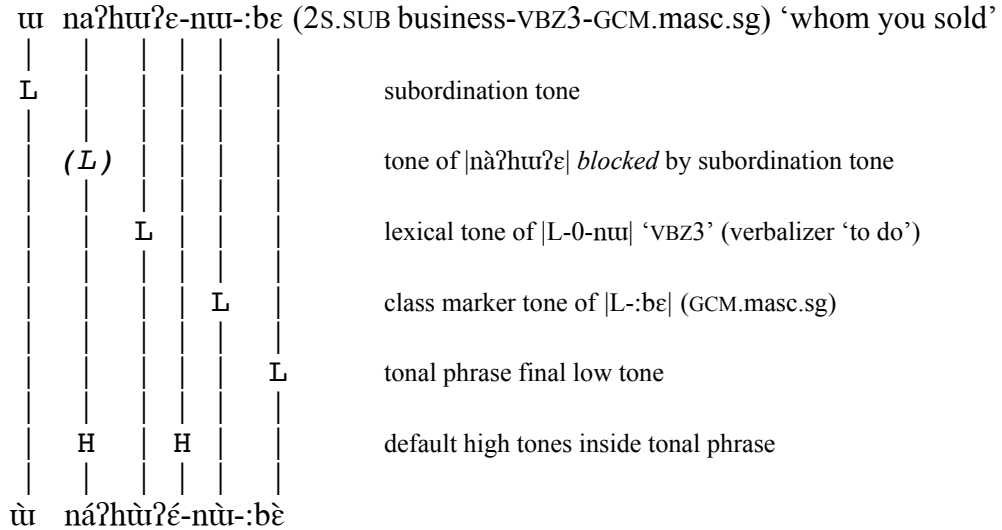 ɯ naʔhɯʔɛ-nɯ-:bɛ (2S.SUB business-VBZ3-GCM.masc.sg) ‘whom you sold’
L subordination tone
(L) tone of |nàʔhɯʔɛ| blocked by subordination tone
L lexical tone of |L-0-nɯ| ‘VBZ3’ (verbalizer ‘to do’)
L class marker tone of |L-:bɛ| (GCM.masc.sg)
L tonal phrase final low tone
H H default high tones inside tonal phrase
ɯ̀ náʔhɯ̀ʔɛ́-nɯ̀-:bɛ̀